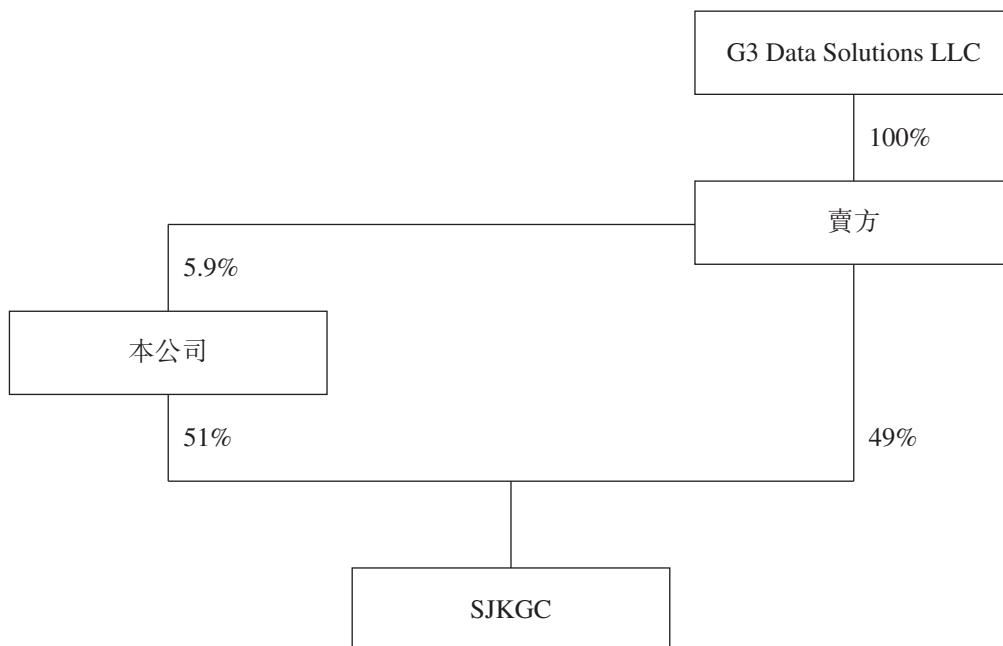 G3 Data Solutions LLC
100%
賣方
5.9%
本公司
51%
49%
SJKGC